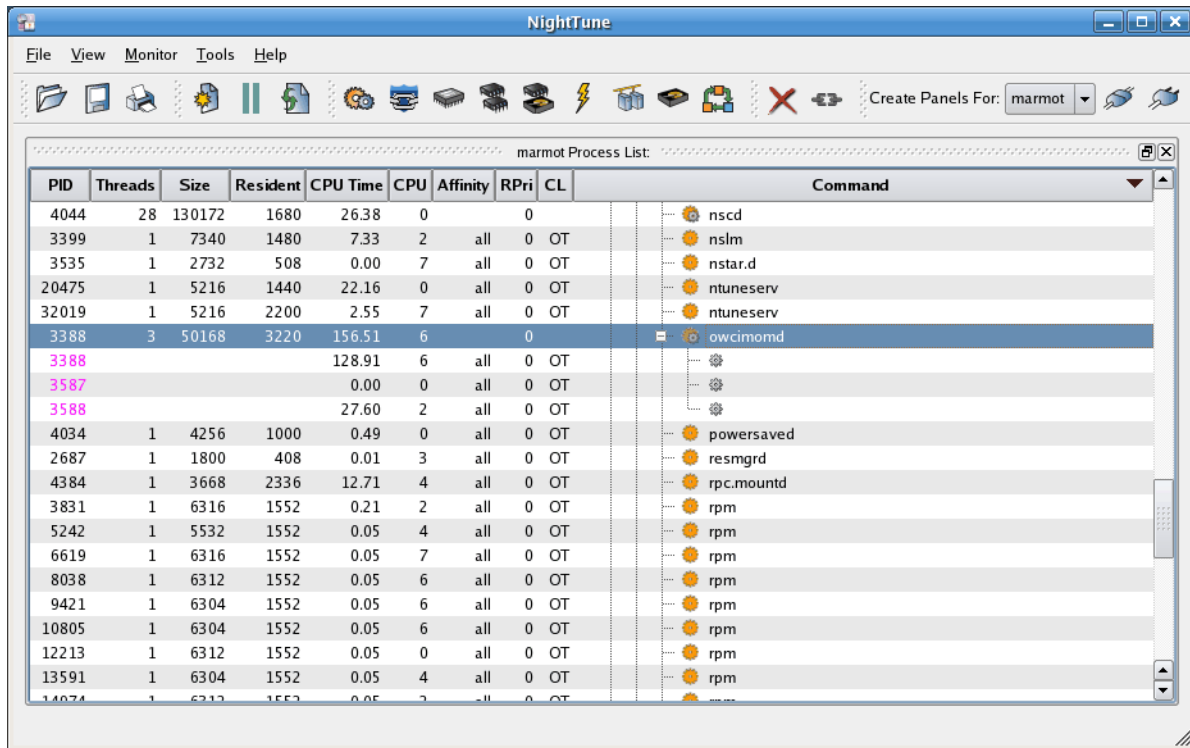 NightTune
File View Monitor Tools Help
Create Panels For: marmot
marmot Process List:
PID Threads Size Resident CPU Time CPU Affinity RPri CL Command
4044 28 130172 1680 26.38 0 0 nscd
3399 1 7340 1480 7.33 2 all 0 OT nslm
3535 1 2732 508 0.00 7 all 0 OT nstar.d
20475 1 5216 1440 22.16 0 all 0 OT ntuneserv
32019 1 5216 2200 2.55 7 all 0 OT ntuneserv
3388 3 50168 3220 156.51 6 0 owcimomd
3388 128.91 6 all 0 OT
3587 0.00 0 all 0 OT
3588 27.60 2 all 0 OT
4034 1 4256 1000 0.49 0 all 0 OT powersaved
2687 1 1800 408 0.01 3 all 0 OT resmgrd
4384 1 3668 2336 12.71 4 all 0 OT rpc.mountd
3831 1 6316 1552 0.21 2 all 0 OT rpm
5242 1 5532 1552 0.05 4 all 0 OT rpm
6619 1 6316 1552 0.05 7 all 0 OT rpm
8038 1 6312 1552 0.05 6 all 0 OT rpm
9421 1 6304 1552 0.05 6 all 0 OT rpm
10805 1 6304 1552 0.05 6 all 0 OT rpm
12213 1 6312 1552 0.05 0 all 0 OT rpm
13591 1 6304 1552 0.05 4 all 0 OT rpm